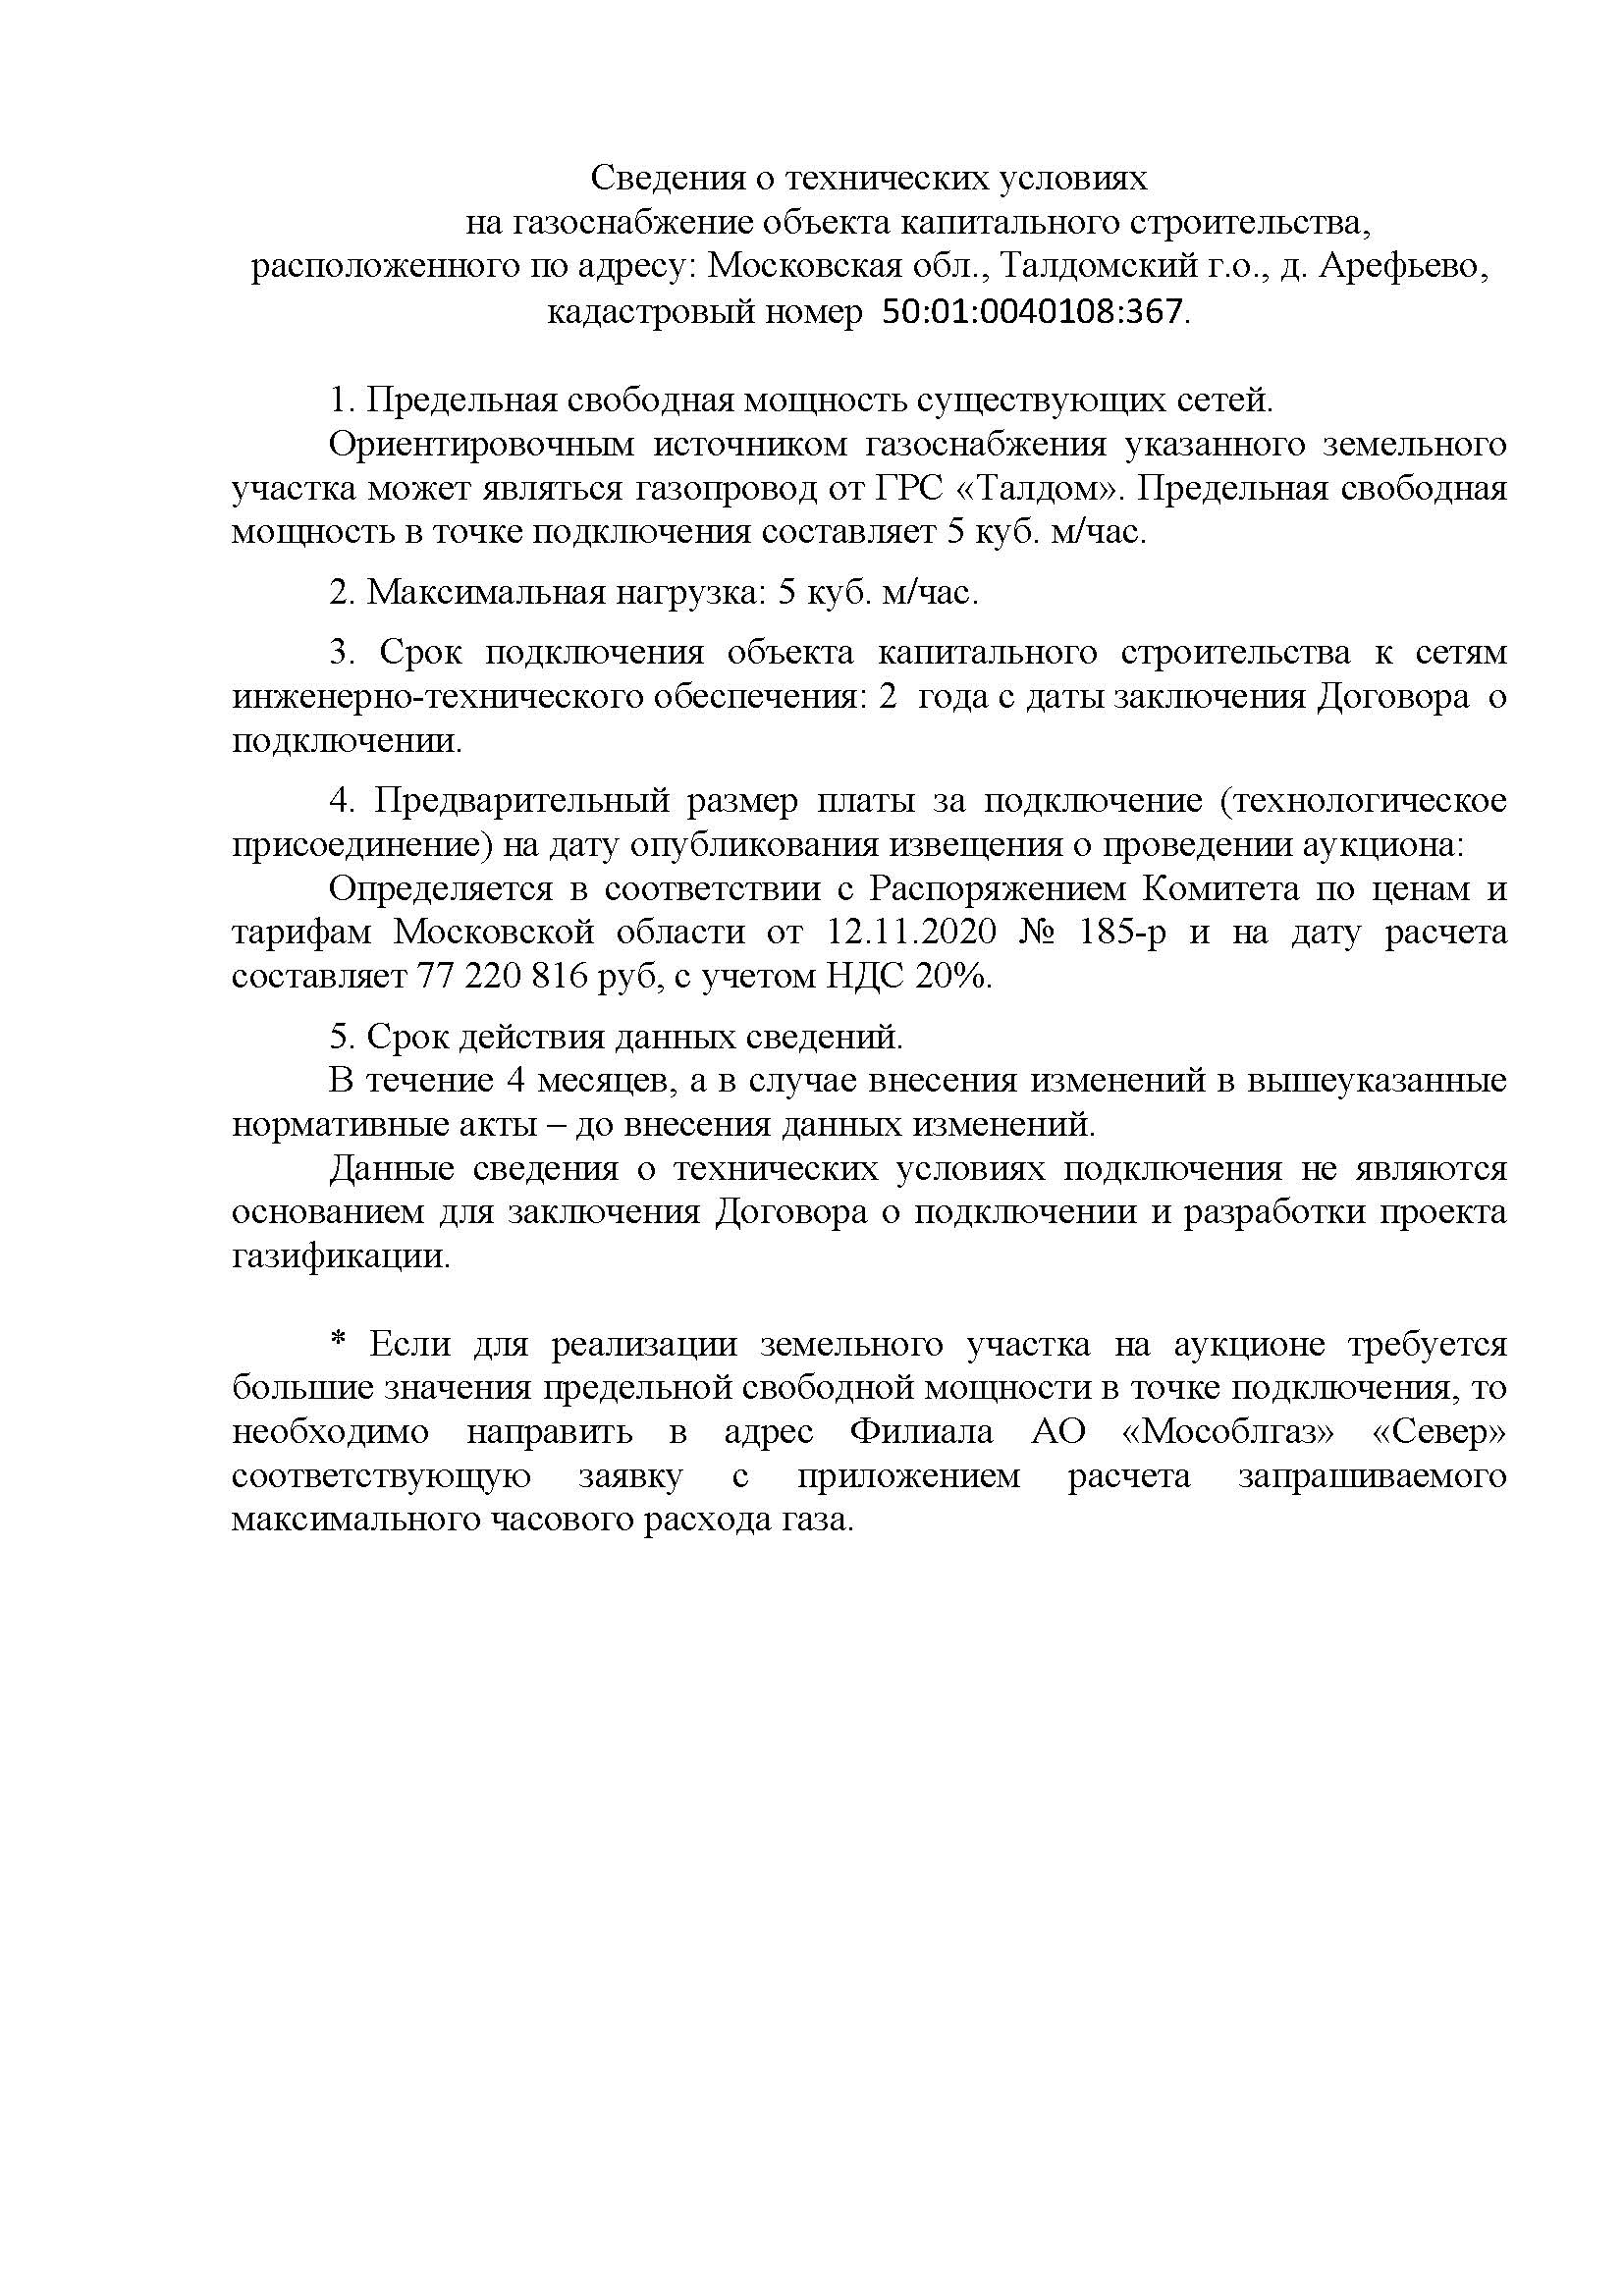 Сведения о технических условиях
на газоснабжение объекта капитального строительства,
расположенного по адресу: Московская обл., Талдомский г.о., д. Арефьево,
кадастровый номер 50:01:0040108:367.
1. Предельная свободная мощность существующих сетей.
Ориентировочным источником газоснабжения указанного земельного
участка может являться газопровод от ГРС «Талдом». Предельная свободная
мощность в точке подключения составляет 5 куб. м/час.
2. Максимальная нагрузка: 5 куб. м/час.
3. Срок подключения объекта капитального строительства к сетям
инженерно-технического обеспечения: 2 года с даты заключения Договора о
подключении.
4. Предварительный размер платы за подключение (технологическое
присоединение) на дату опубликования извещения о проведении аукциона:
Определяется в соответствии с Распоряжением Комитета по ценам и
тарифам Московской области от 12.11.2020 № 185-р и на дату расчета
составляет 77 220 816 руб, с учетом НДС 20%.
5. Срок действия данных сведений.
В течение 4 месяцев, а в случае внесения изменений в вышеуказанные
нормативные акты – до внесения данных изменений.
Данные сведения о технических условиях подключения не являются
основанием для заключения Договора о подключении и разработки проекта
газификации.
* Если для реализации земельного участка на аукционе требуется
большие значения предельной свободной мощности в точке подключения, то
необходимо направить в адрес Филиала АО «Мособлгаз» «Север»
соответствующую заявку с приложением расчета запрашиваемого
максимального часового расхода газа.